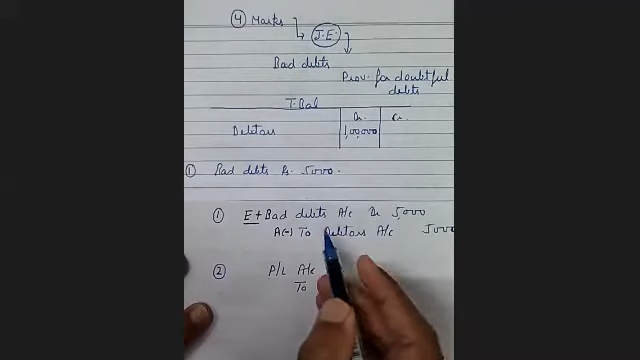 ④ Marks
J.E.
Bad debts
Prov. for doubtful
debts
T. Bal
Dr. Cr.
Debtors 1,00,000
① Bad debts Rs. 5000.
① E+ Bad debts A/c Dr 5,000
A(-) To Debtors A/c 5000
② P/L A/c
To